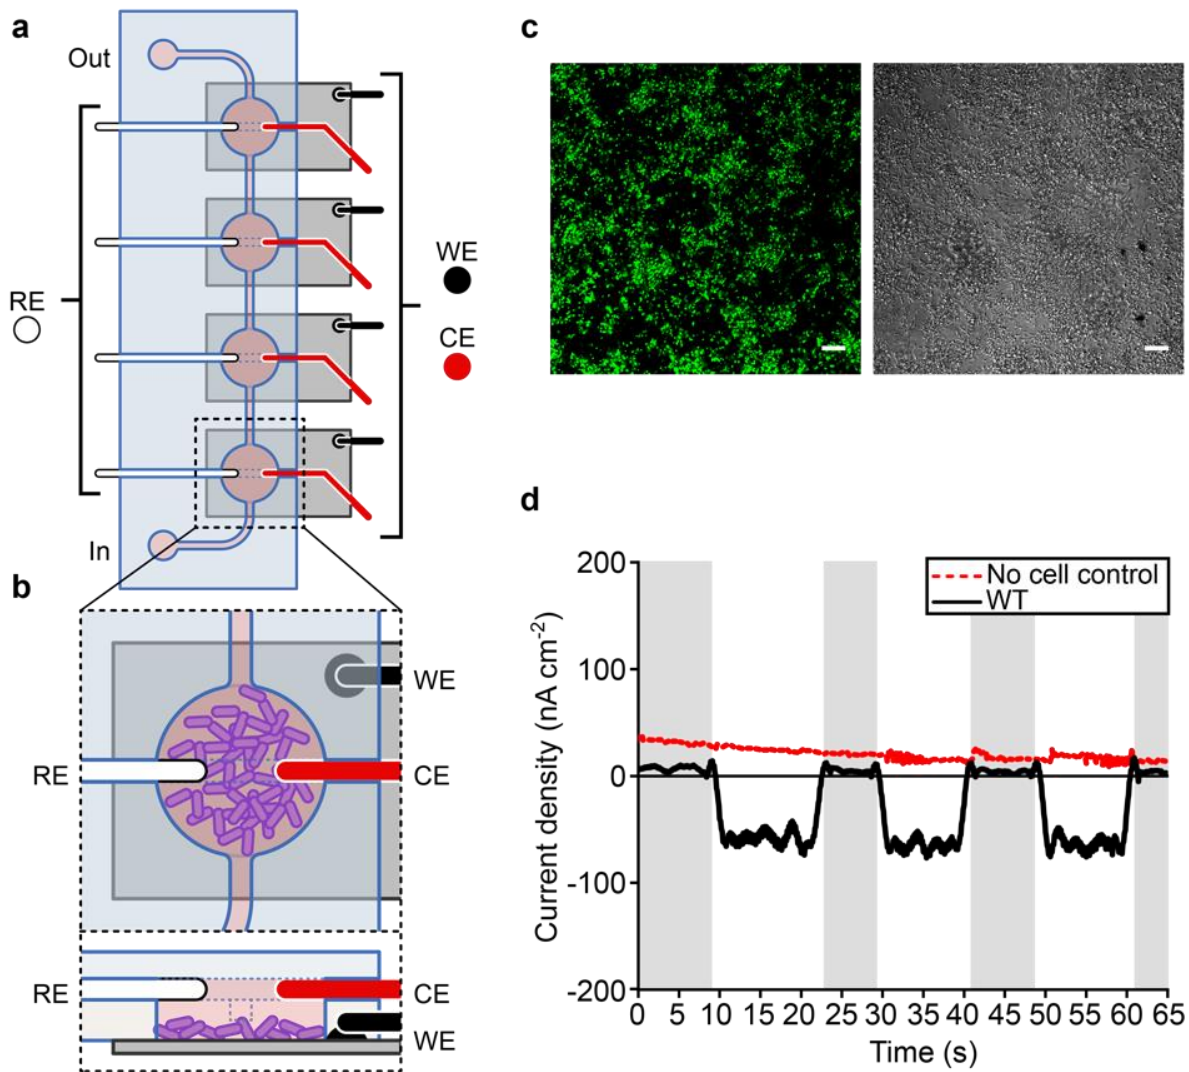 a
Out
RE
WE
CE
In
b
WE
RE
CE
RE
CE
WE
c
d
Current density (nA cm-2)
200
100
0
-100
-200
No cell control
WT
0 5 10 15 20 25 30 35 40 45 50 55 60 65
Time (s)